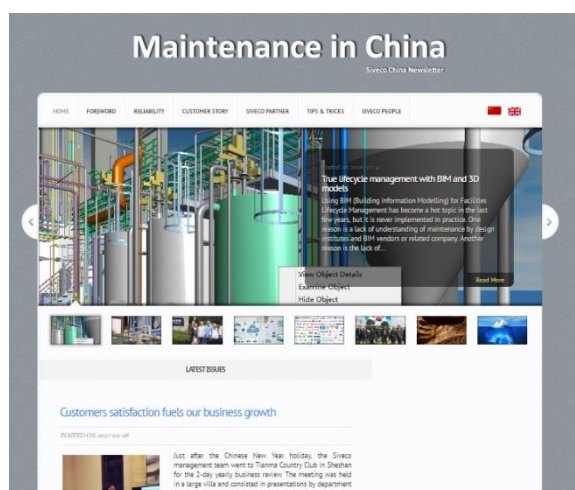 Maintenance in China
Siveco China Newsletter
HOME FOREWORD RELIABILITY CUSTOMER STORY SIVECO PARTNER TIPS & TRICKS SIVECO PEOPLE
True lifecycle management with BIM and 3D
models
Using BIM (Building Information Modelling) for Facilities
Lifecycle Management has become a hot topic in the last
few years, but it is never implemented in practice. One
reason is a lack of understanding of maintenance by design
institutes and BIM vendors or related company. Another
reason is the lack of...
Read More
View Object Details
Examine Object
Hide Object
LATEST ISSUES
Customers satisfaction fuels our business growth
POSTED ON 2017-02-28
Just after the Chinese New Year holiday, the Siveco
management team went to Tianma Country Club in Sheshan
for the 2-day yearly business review. The meeting was held
in a large villa and consisted in presentations by department